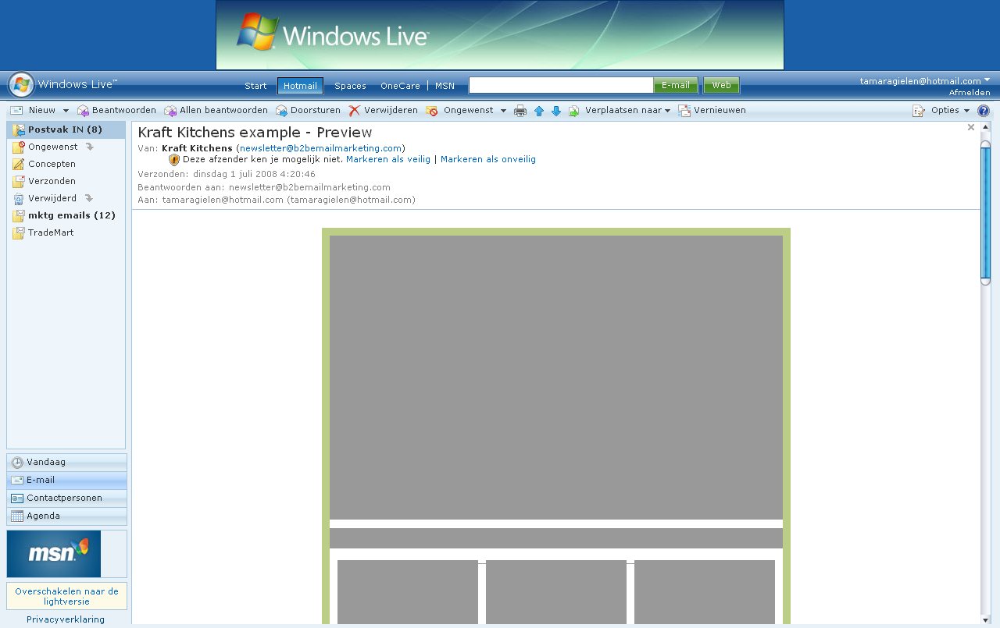 Windows Live™
Windows Live™
Start Hotmail Spaces OneCare | MSN E-mail Web
tamaragielen@hotmail.com
Afmelden
Nieuw Beantwoorden Allen beantwoorden Doorsturen Verwijderen Ongewenst Verplaatsen naar Vernieuwen Opties
Postvak IN (8)
Ongewenst
Concepten
Verzonden
Verwijderd
mktg emails (12)
TradeMart
Kraft Kitchens example - Preview
Van: Kraft Kitchens (newsletter@b2bemailmarketing.com)
Deze afzender ken je mogelijk niet. Markeren als veilig | Markeren als onveilig
Verzonden: dinsdag 1 juli 2008 4:20:46
Beantwoorden aan: newsletter@b2bemailmarketing.com
Aan: tamaragielen@hotmail.com (tamaragielen@hotmail.com)
Vandaag
E-mail
Contactpersonen
Agenda
msn
Overschakelen naar de
lightversie
Privacyverklaring